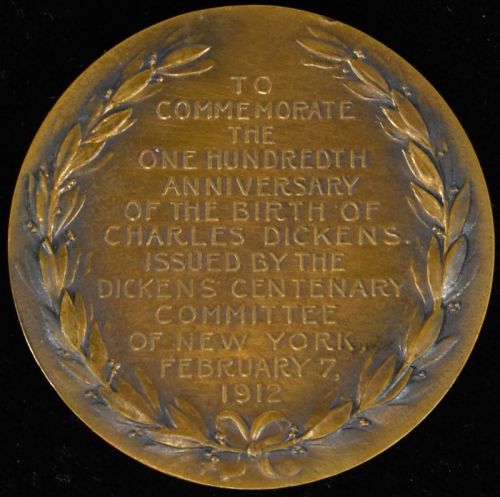 TO
COMMEMORATE
THE
ONE HUNDREDTH
ANNIVERSARY
OF THE BIRTH OF
CHARLES DICKENS.
ISSUED BY THE
DICKENS CENTENARY
COMMITTEE
OF NEW YORK,
FEBRUARY 7,
1912